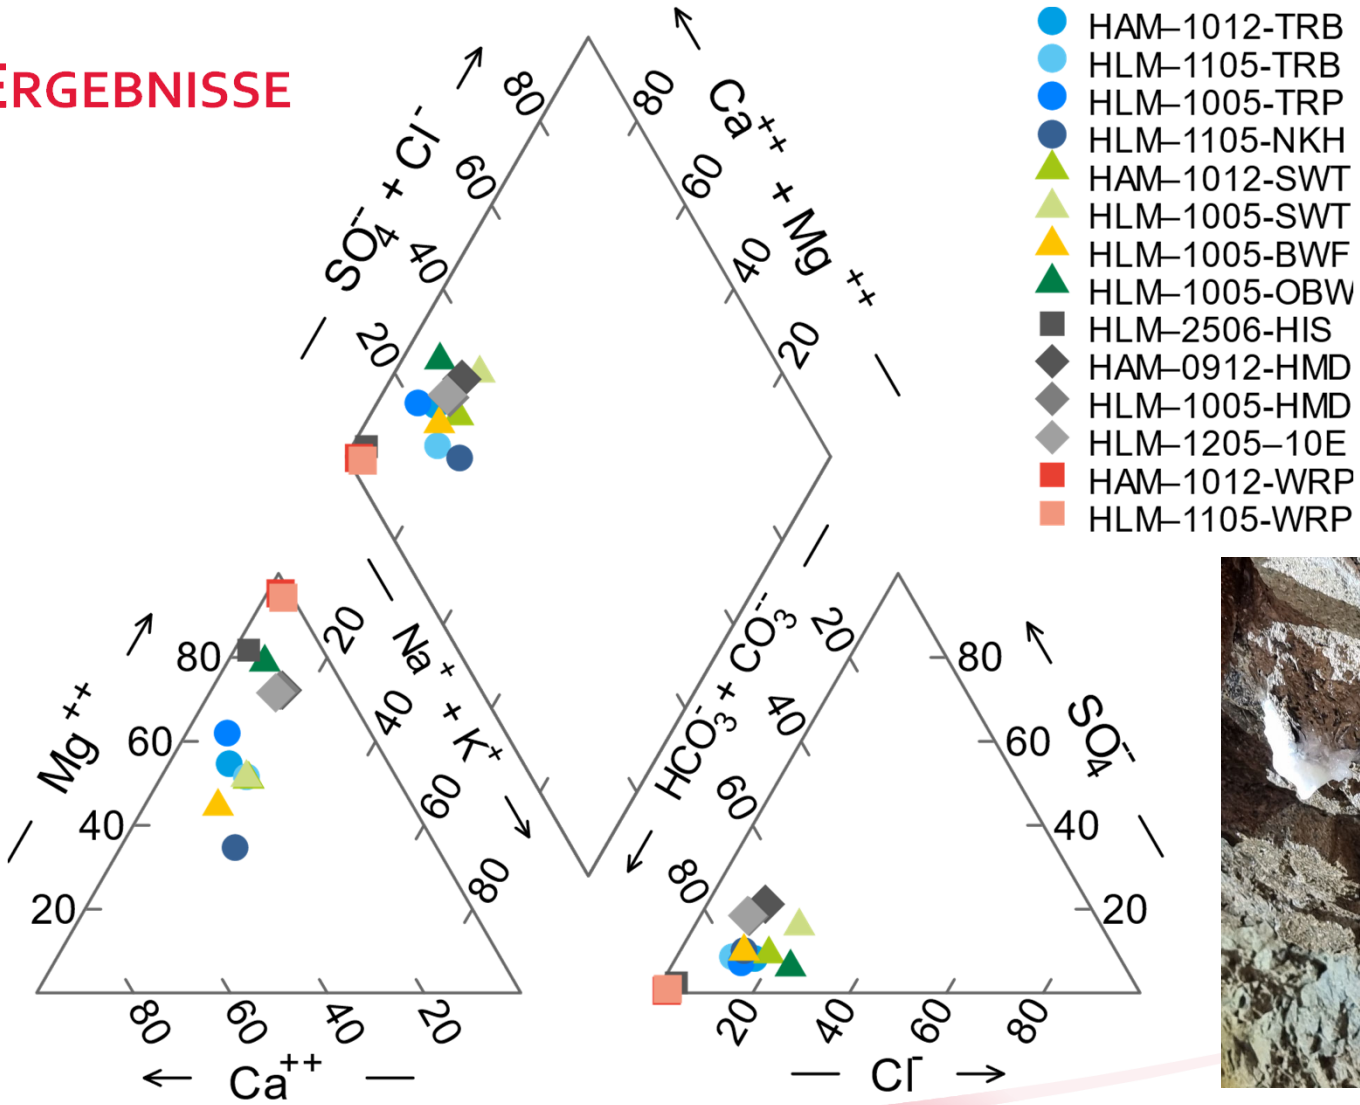 ERGEBNISSE
SO₄⁻⁻ + Cl⁻
Ca⁺⁺ + Mg⁺⁺
80
60
40
20
80
60
40
20
HAM–1012-TRB
HLM–1105-TRB
HLM–1005-TRP
HLM–1105-NKH
HAM–1012-SWT
HLM–1005-SWT
HLM–1005-BWF
HLM–1005-OBW
HLM–2506-HIS
HAM–0912-HMD
HLM–1005-HMD
HLM–1205–10E
HAM–1012-WRP
HLM–1105-WRP
Mg⁺⁺
80
60
40
20
Na⁺ + K⁺
20
40
60
80
80
60
40
20
Ca⁺⁺
HCO₃⁻ + CO₃⁻⁻
20
40
60
80
SO₄⁻⁻
80
60
40
20
20
40
60
80
Cl⁻